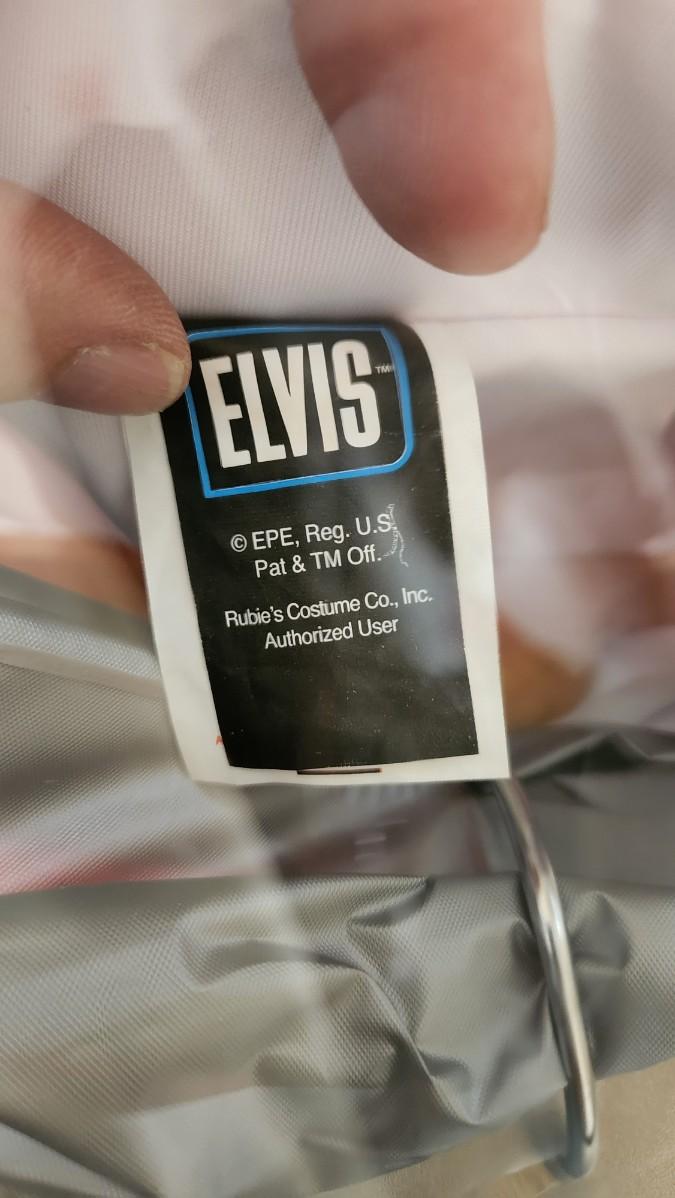 ELVIS™
© EPE, Reg. U.S.
Pat & TM Off.
Rubie's Costume Co., Inc.
Authorized User